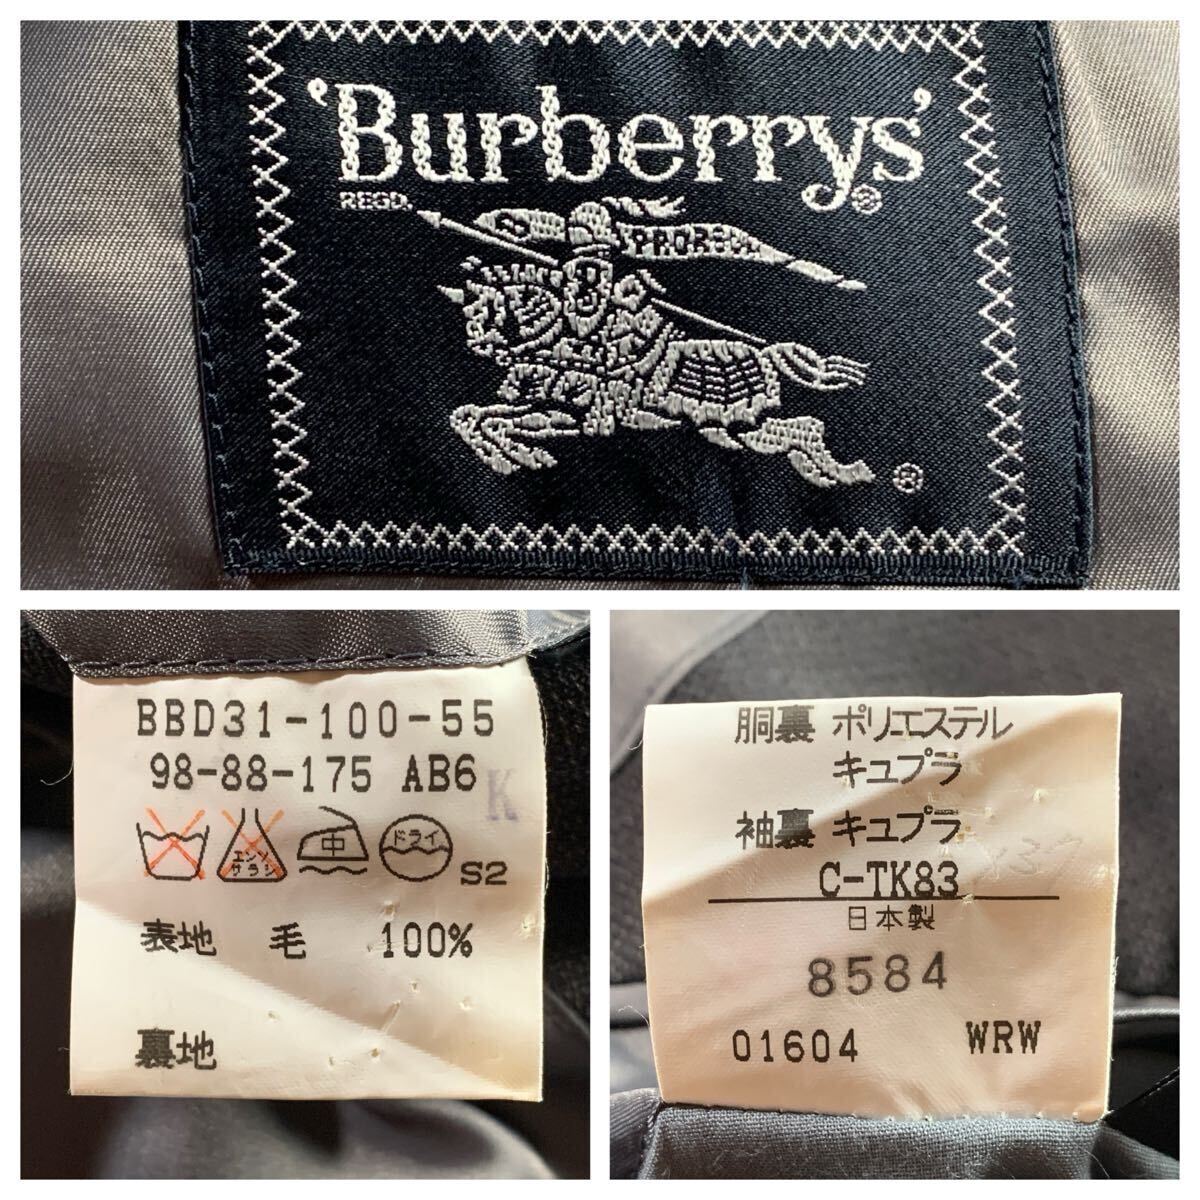 'Burberrys'®
REGD.
PRORSUM
®
BBD31-100-55
98-88-175 AB6
K
中
エンソ
サラシ
ドライ
S2
表地 毛 100%
裏地
胴裏 ポリエステル
キュプラ
袖裏 キュプラ
C-TK83
日本製
8584
01604 WRW